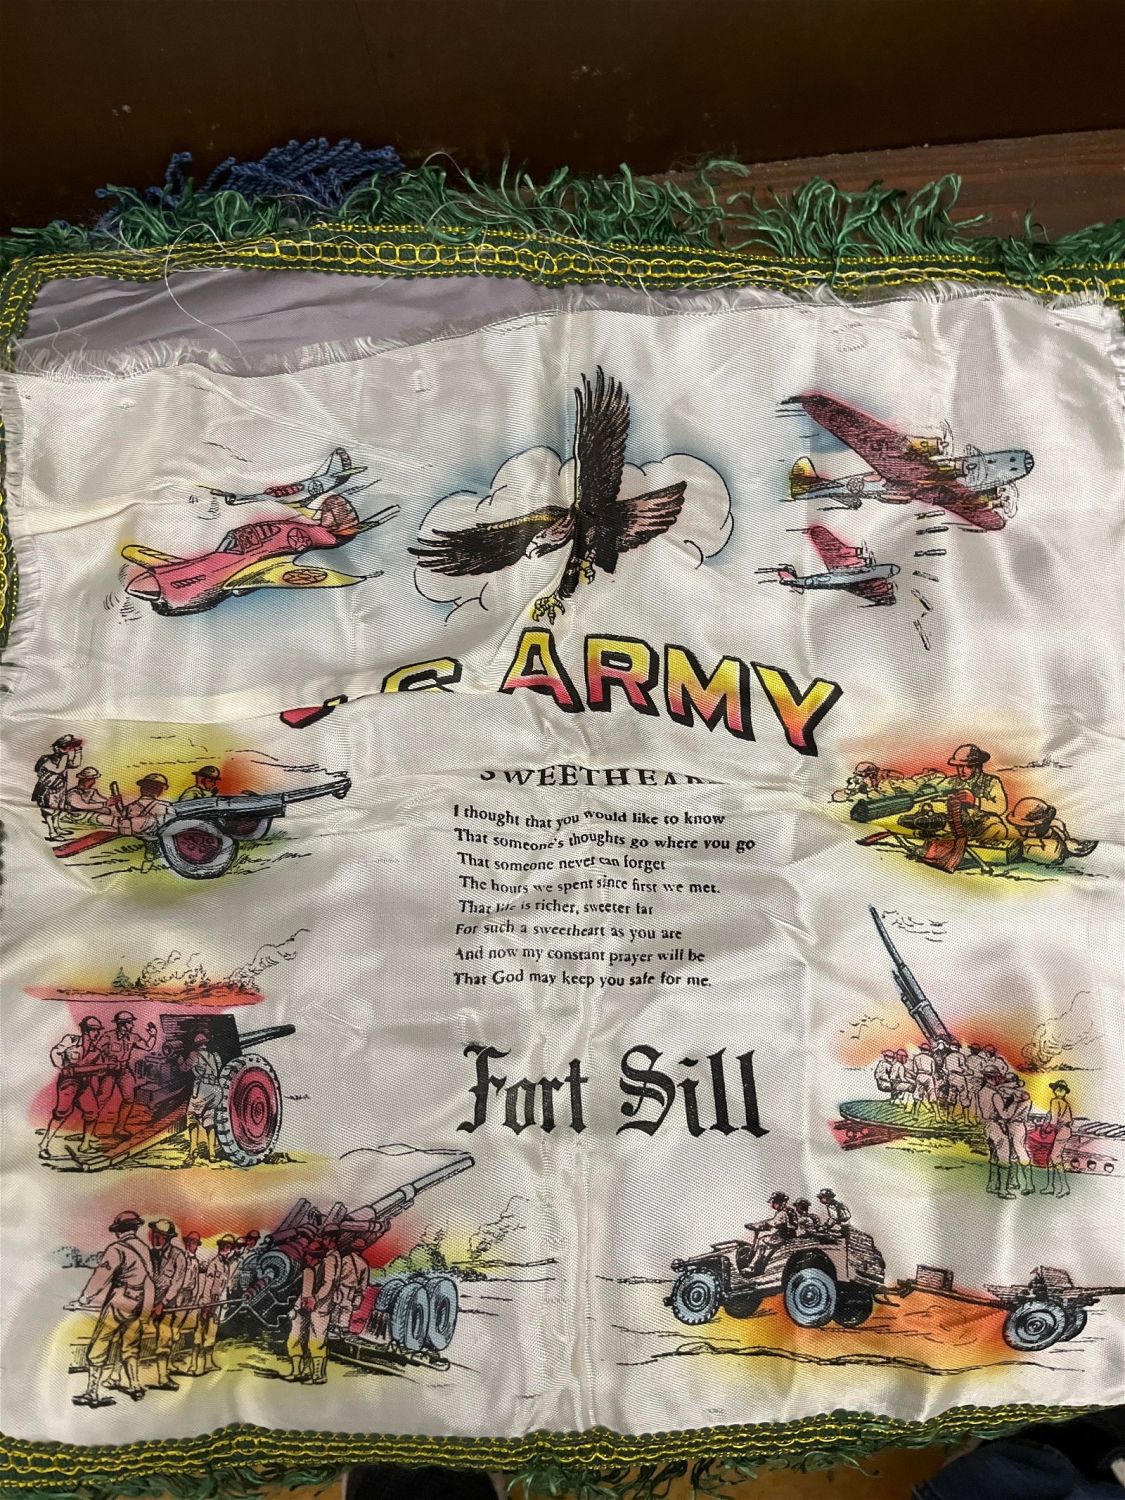 U.S. ARMY
SWEETHEART
I thought that you would like to know
That someone's thoughts go where you go
That someone never can forget
The hours we spent since first we met.
That life is richer, sweeter far
For such a sweetheart as you are
And now my constant prayer will be
That God may keep you safe for me.
Fort Sill